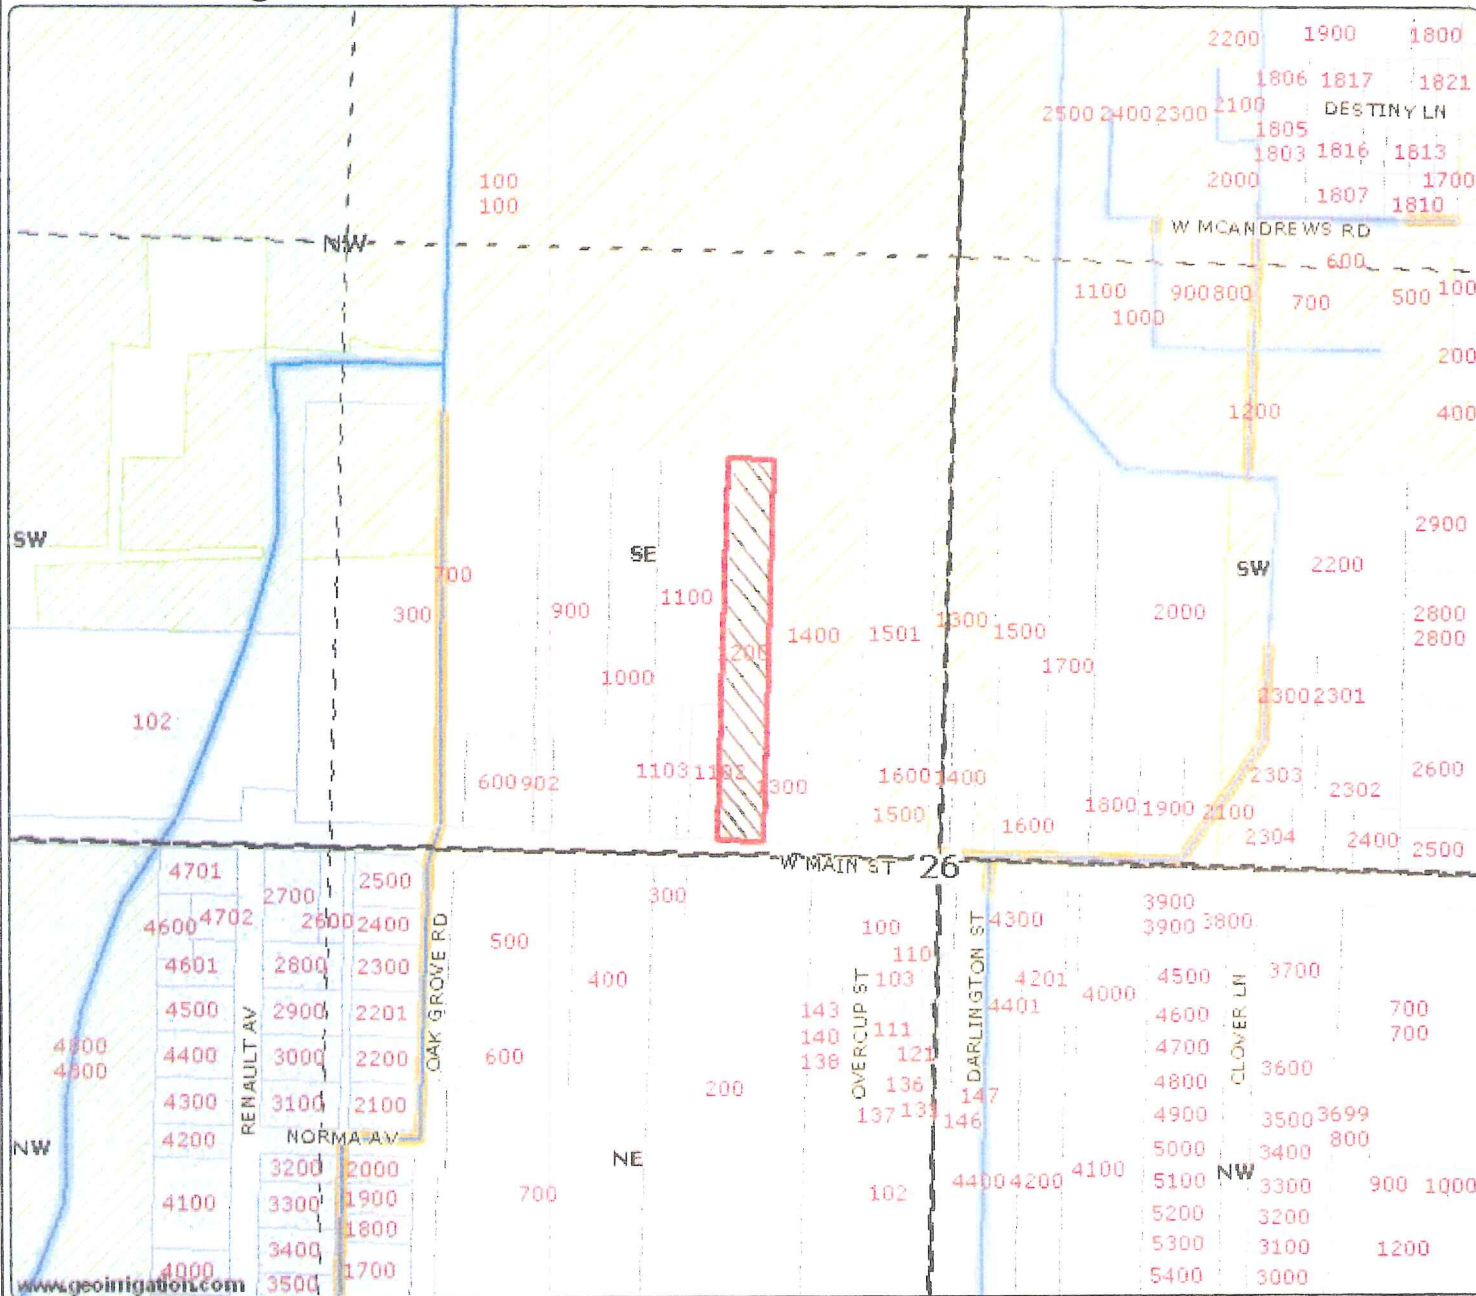 2200 1900 1800
1806 1817 1821
2500 2400 2300 2100 DESTINY LN
1805
1803 1816 1813
100 2000 1700
100 1807 1810
W MCANDREWS RD
NW
600
1100 900 800 700 500 100
1000
200
1200 400
2900
SW SE SW 2200
700
300 900 1100 2000 2800
1400 1501 1300 1500 2800
200
1000 1700
102 2300 2301
600 902 1103 1102 1300 1600 1400 2303 2302 2600
1500 1800 1900 2100
1600 2304 2400 2500
W MAIN ST 26
4701 2500
2700 300 3900
4600 4702 2600 2400 100 4300 3900 3800
500
4601 2800 2300 110
400 103 4201 4500 3700
4500 2900 2201 143 4401 4000 4600 700
140 111 700
4800 4400 3000 2200 600 138 121 4700
4800 200 136 4800 3600
4300 3100 2100 137 131 147 4900 3500 3699
RENAULT AV
OAK GROVE RD
OVERCUP ST
DARLINGTON ST
CLOVER LN
146 800
NW 4200 NORMA AV NE 5000 3400
3200 2000 4100 NW
4100 3300 1900 700 102 4400 4200 5100 3300 900 1000
1800 5200 3200
3400 5300 3100 1200
4000 3500 1700 5400 3000
www.geoirrigation.com